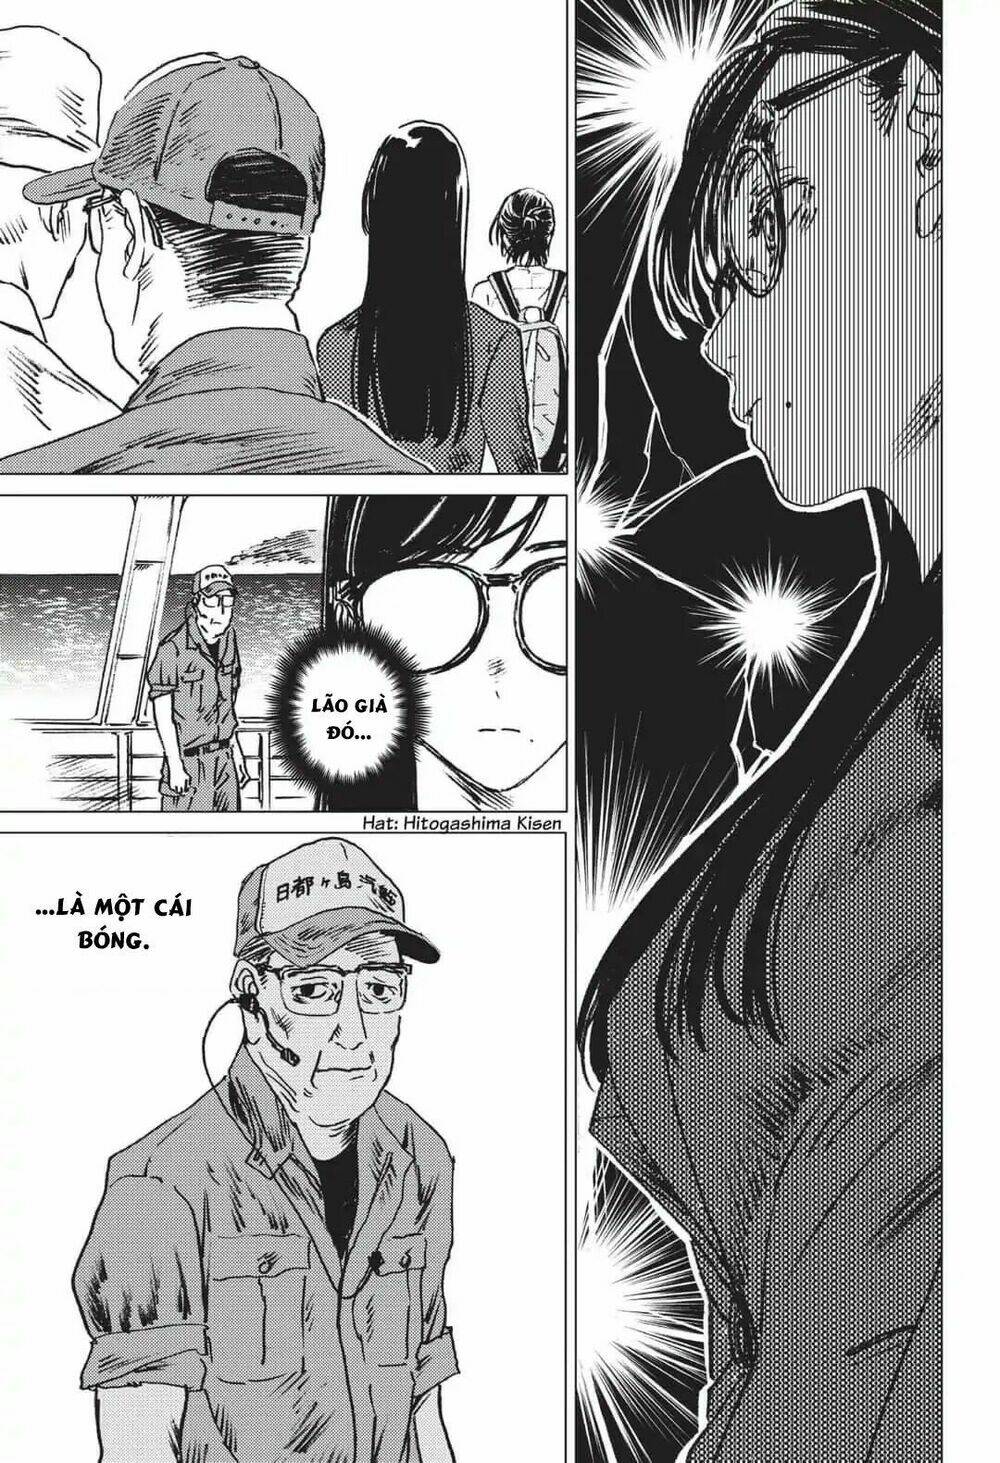 LÃO GIÀ
ĐÓ...
Hat: Hitogashima Kisen
日都ヶ島汽船
...LÀ MỘT CÁI
BÓNG.